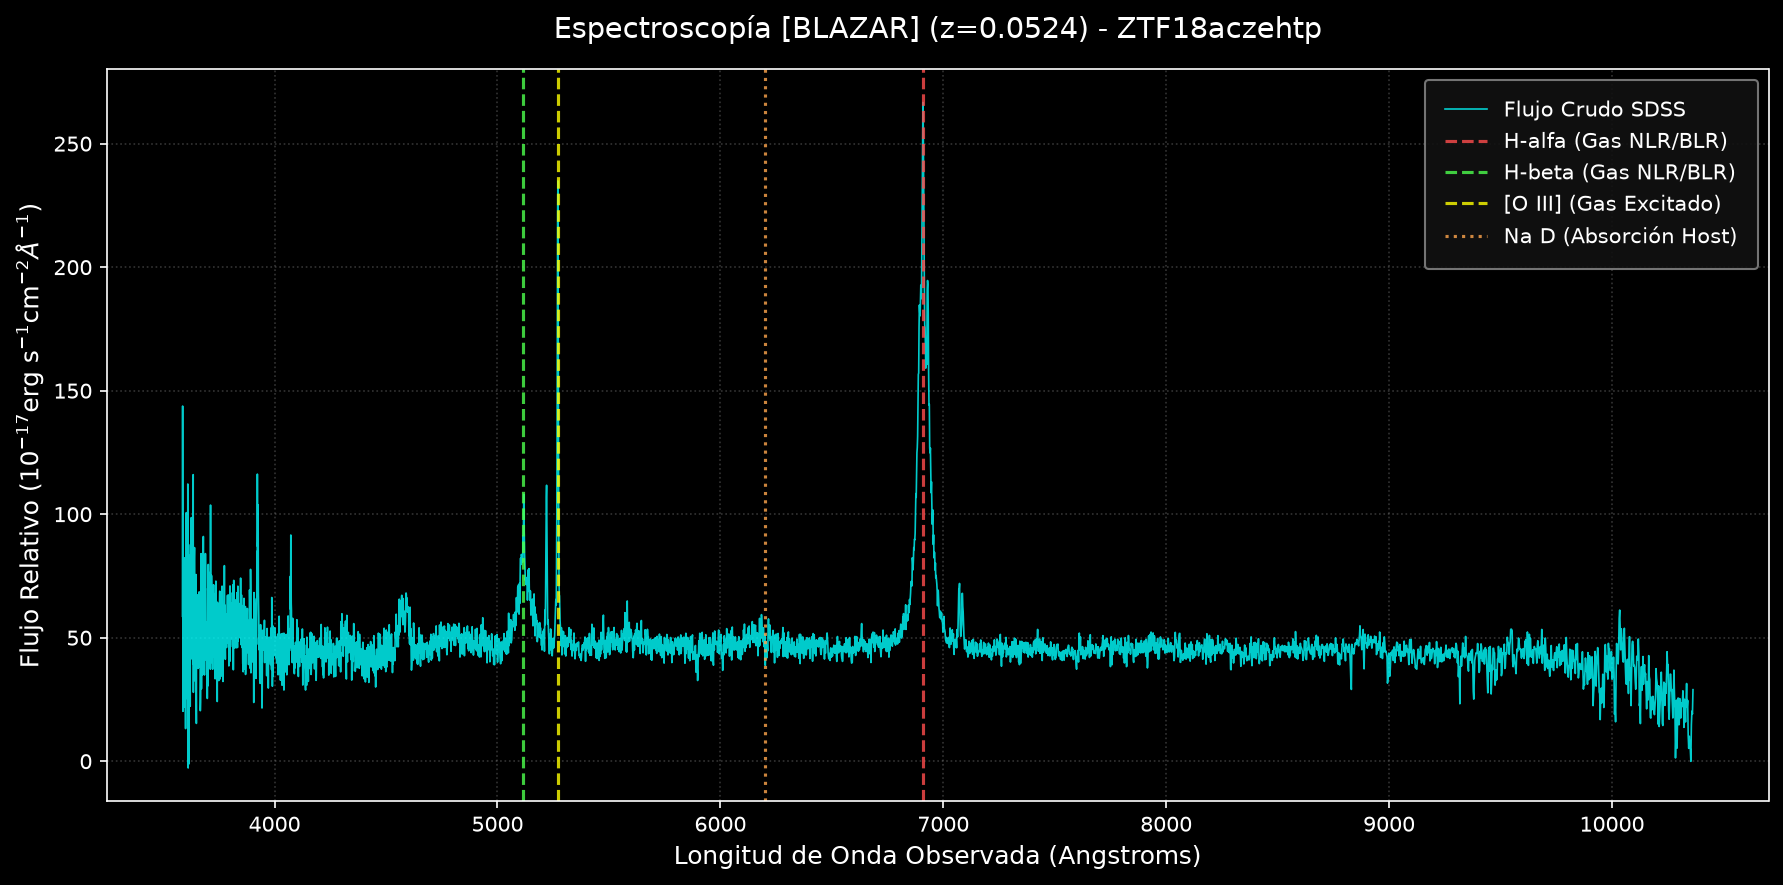 Espectroscopía [BLAZAR] (z=0.0524) - ZTF18aczehtp
Flujo Crudo SDSS
H-alfa (Gas NLR/BLR)
H-beta (Gas NLR/BLR)
[O III] (Gas Excitado)
Na D (Absorción Host)
Flujo Relativo (10⁻¹⁷erg s⁻¹cm⁻²Å⁻¹)
250
200
150
100
50
0
4000 5000 6000 7000 8000 9000 10000
Longitud de Onda Observada (Angstroms)